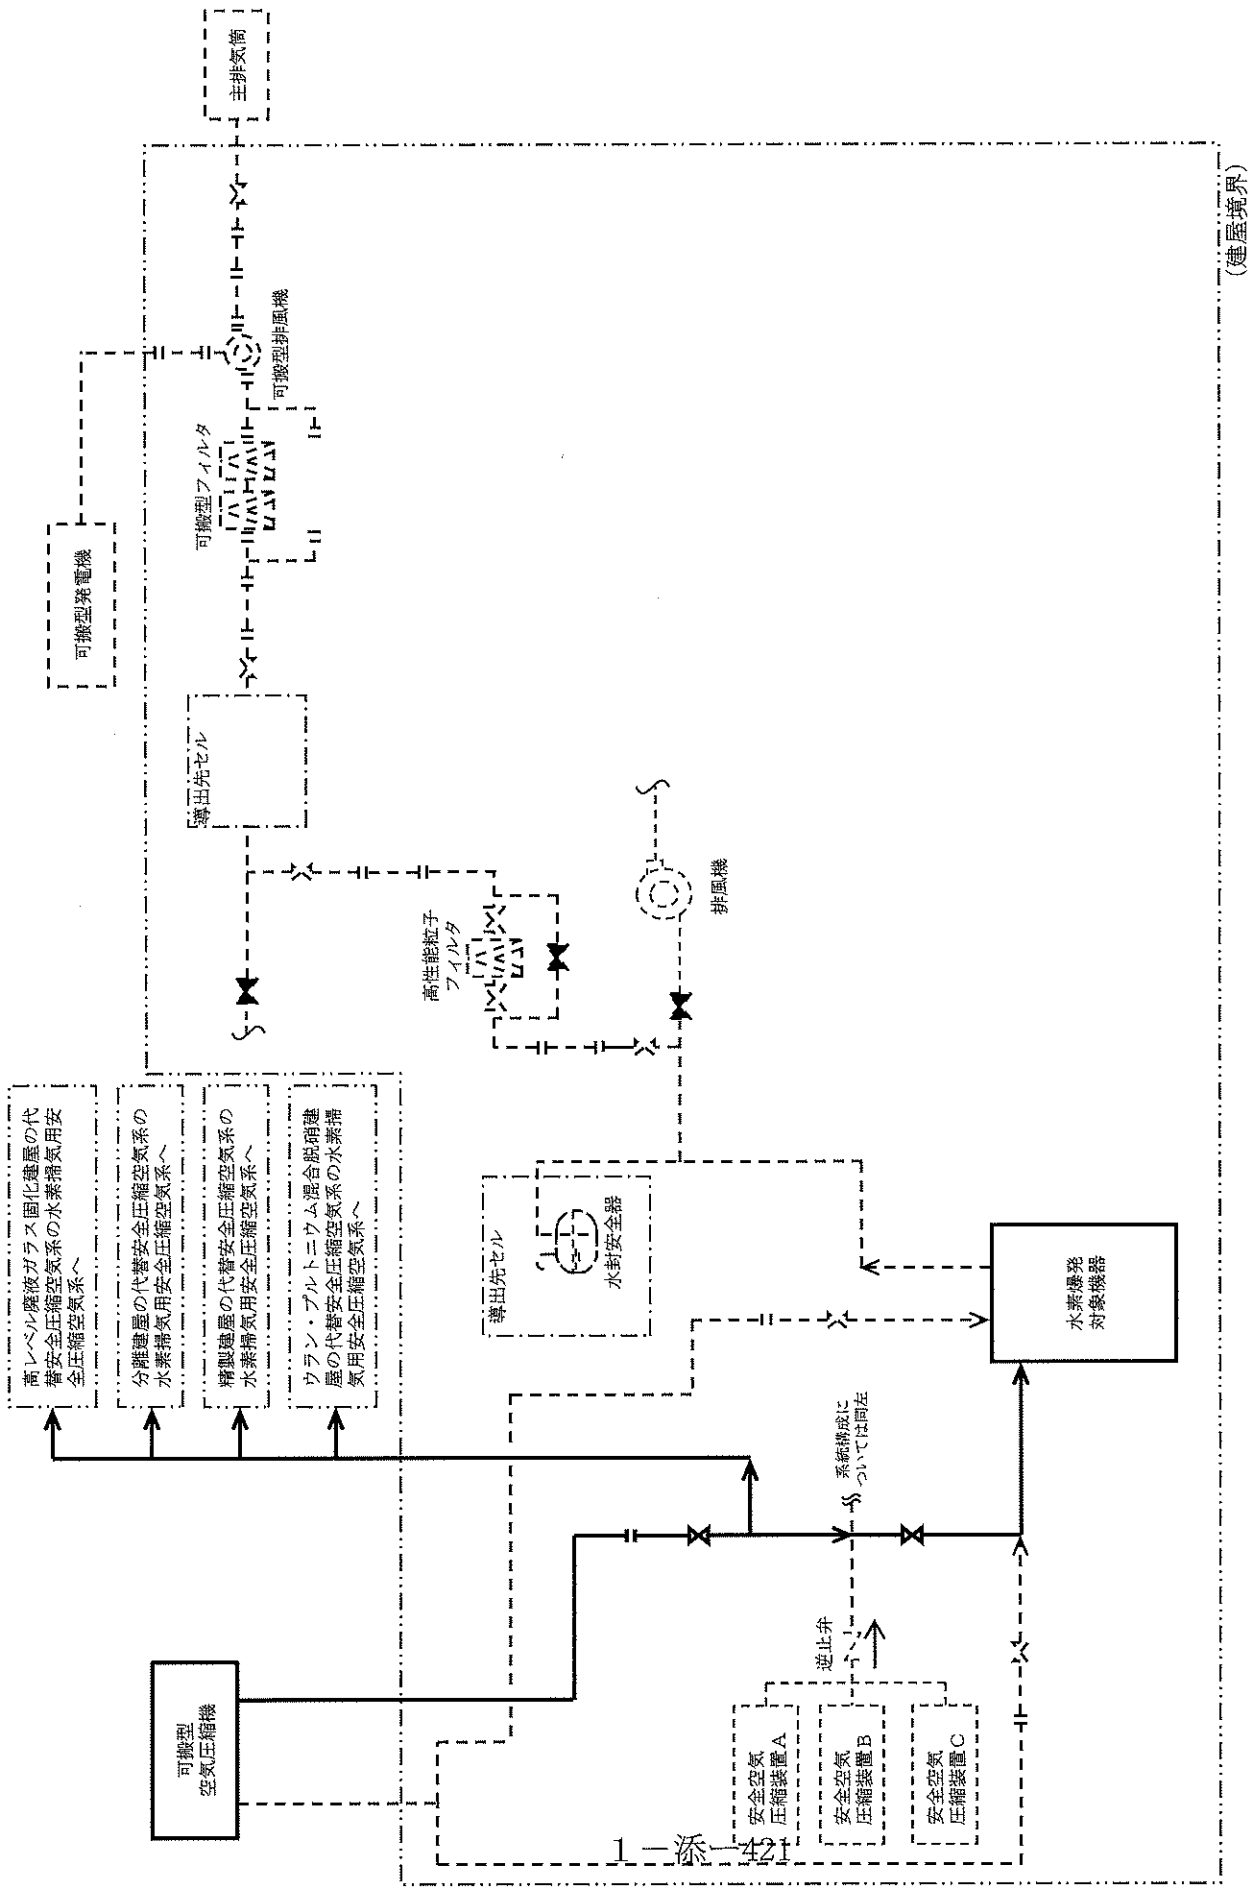 可搬型
空気圧縮機
高レベル廃液ガラス固化建屋の代
替安全圧縮空気系の水素掃気用安
全圧縮空気系へ
分離建屋の代替安全圧縮空気系の
水素掃気用安全圧縮空気系へ
精製建屋の代替安全圧縮空気系の
水素掃気用安全圧縮空気系へ
ウラン・プルトニウム混合脱硝建
屋の代替安全圧縮空気系の水素掃
気用安全圧縮空気系へ
可搬型発電機
主排気筒
導出先セル
可搬型フィルタ
可搬型排風機
高性能粒子
フィルタ
導出先セル
水封安全器
排風機
安全空気
圧縮装置A
安全空気
圧縮装置B
安全空気
圧縮装置C
逆止弁
系統構成に
ついては同左
水素爆発
対象機器
(建屋境界)
1－添－421